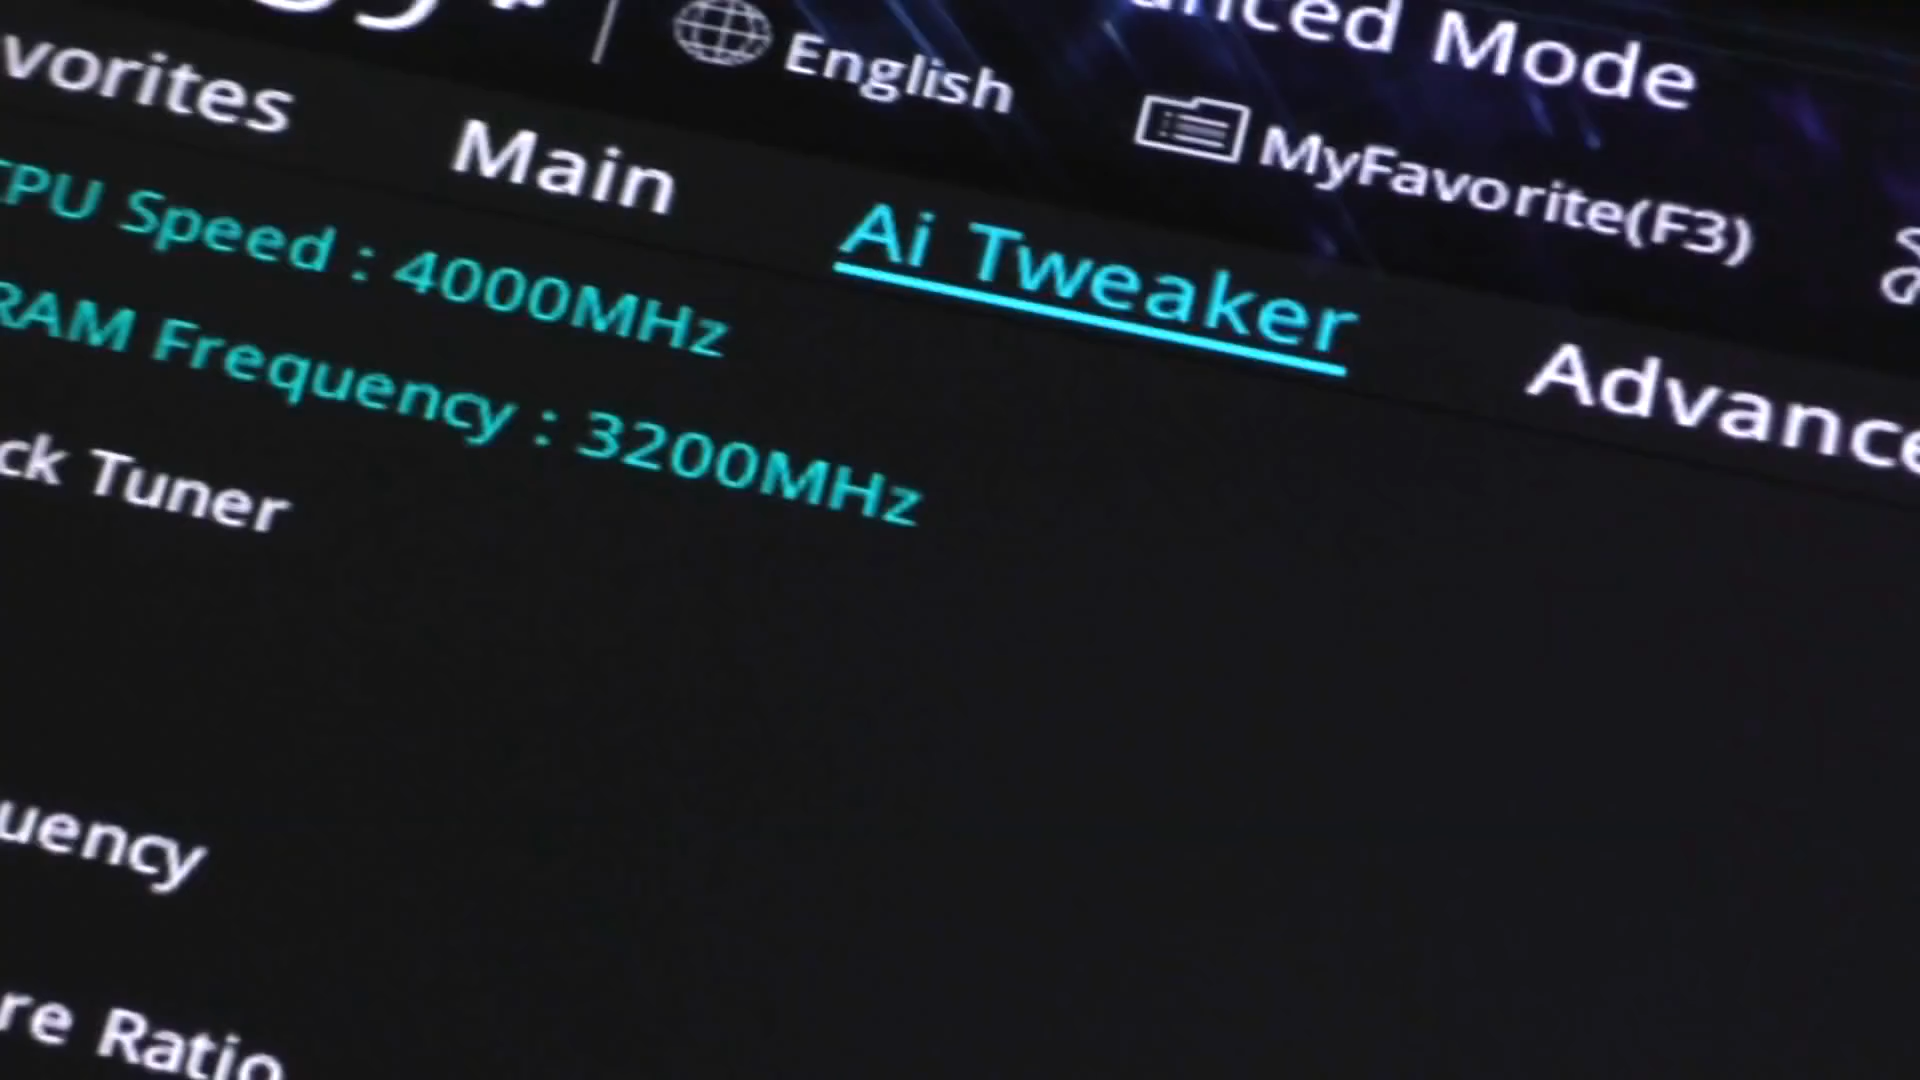 anced Mode
English
MyFavorite(F3)
vorites Main Ai Tweaker Advance
CPU Speed : 4000MHz
RAM Frequency : 3200MHz
ck Tuner
uency
re Ratio